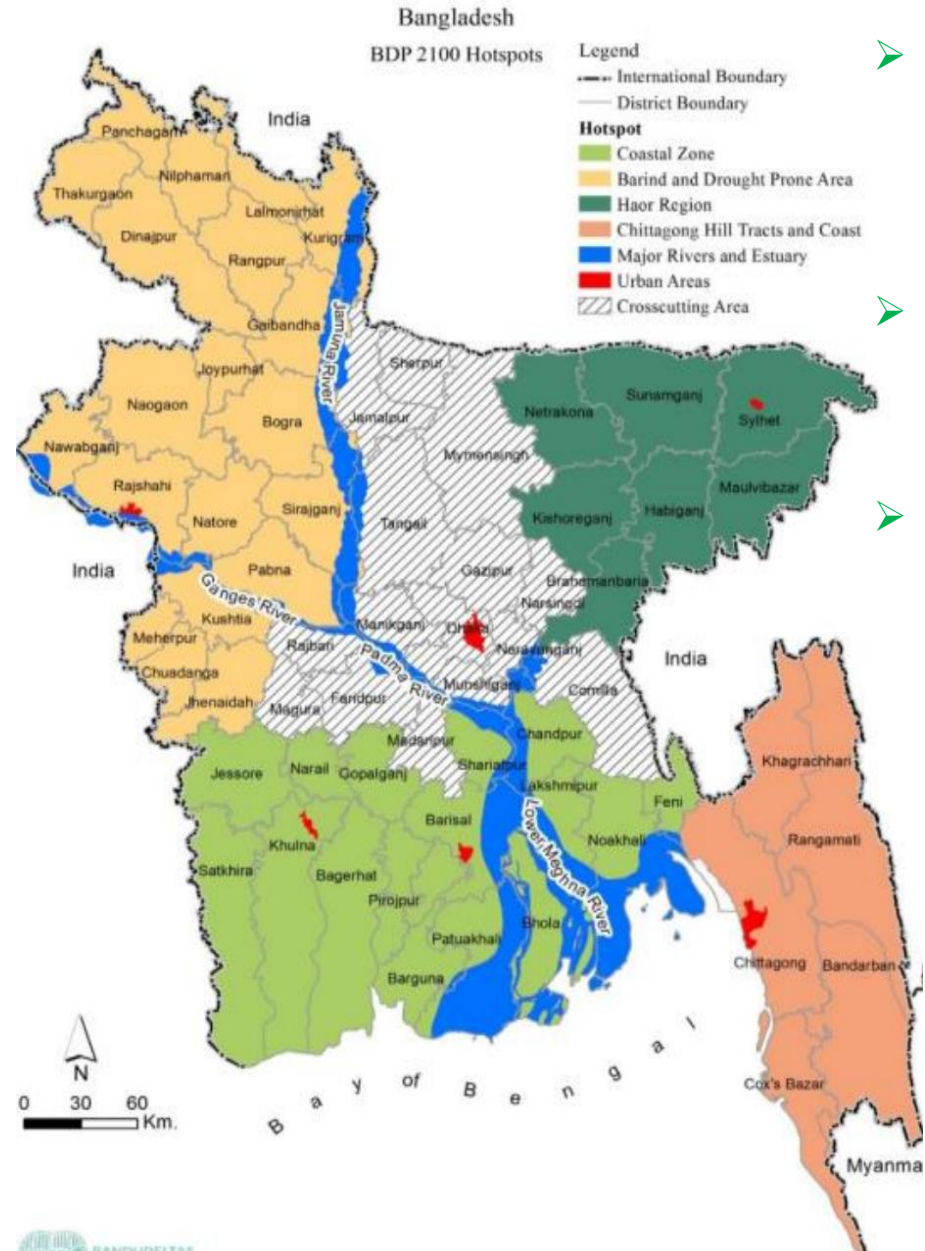 Bangladesh
BDP 2100 Hotspots
Legend
International Boundary
District Boundary
Hotspot
Coastal Zone
Barind and Drought Prone Area
Haor Region
Chittagong Hill Tracts and Coast
Major Rivers and Estuary
Urban Areas
Crosscutting Area
India
Panchagarh
Nilphamari
Thakurgaon
Lalmonirhat
Dinajpur
Kurigram
Rangpur
Gaibandha
Jamuna River
Sherpur
Joypurhat
Naogaon
Bogra
Jamalpur
Netrakona
Sunamganj
Sylhet
Nawabganj
Mymensingh
Rajshahi
Maulvibazar
Natore
Sirajganj
Tangail
Kishoreganj
Habiganj
India
Pabna
Gazipur
Brahamanbaria
Ganges River
Narsingdi
Kushtia
Manikganj
Dhaka
Meherpur
Rajbari
Padma River
Narayanganj
India
Chuadanga
Munshiganj
Comilla
Jhenaidah
Faridpur
Magura
Madaripur
Chandpur
Shariatpur
Khagrachhari
Jessore
Narail
Gopalganj
Lakshmipur
Feni
Barisal
Lower Meghna River
Noakhali
Rangamati
Khulna
Satkhira
Bagerhat
Pirojpur
Bhola
Patuakhali
Chittagong
Bandarban
Barguna
Bay of Bengal
N
Cox's Bazar
0 30 60
Km.
Myanma